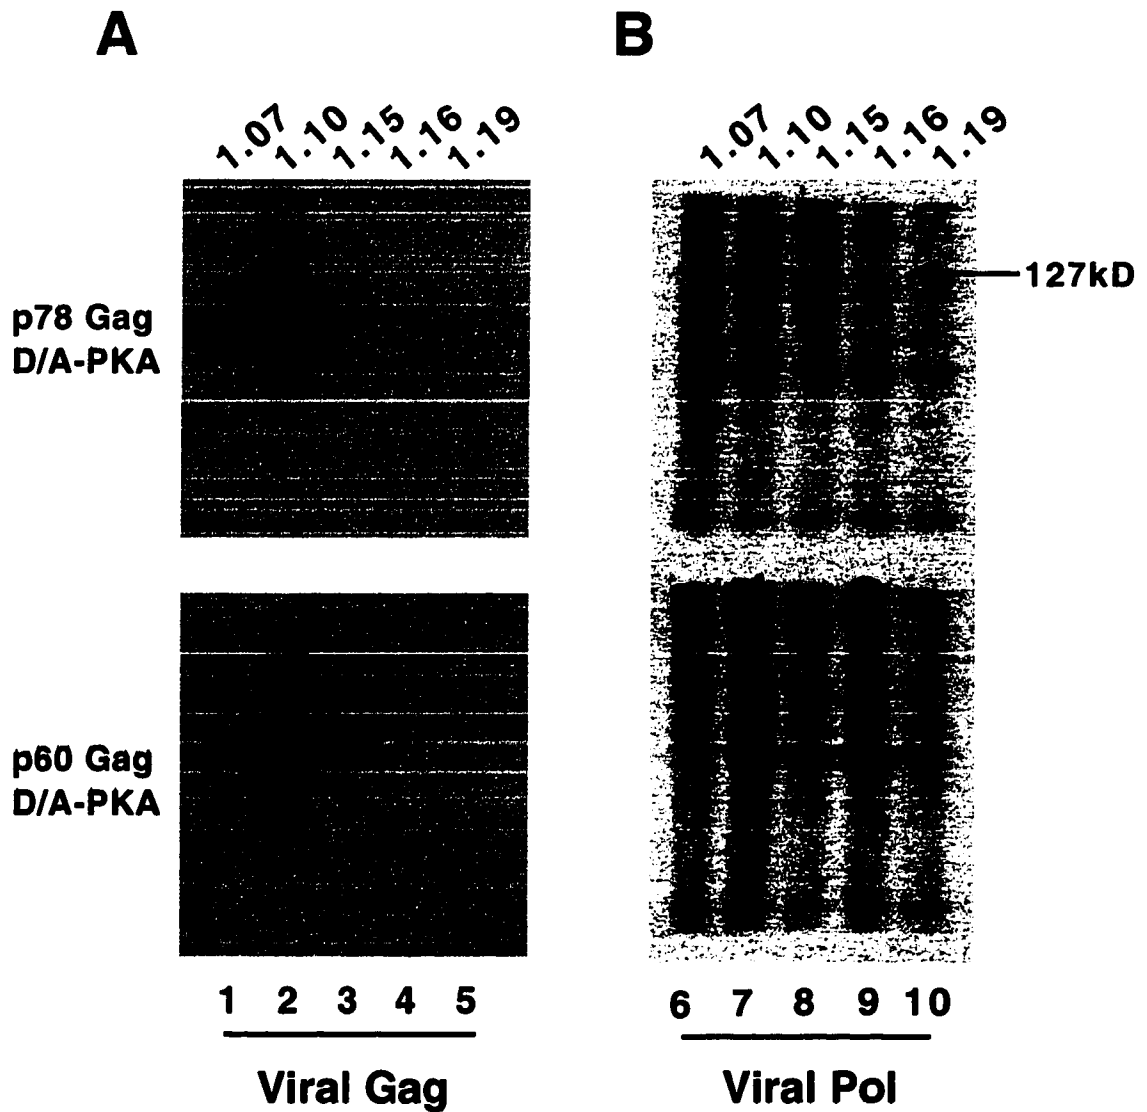 A
B
1.07 1.10 1.15 1.16 1.19
1.07 1.10 1.15 1.16 1.19
127kD
p78 Gag
D/A-PKA
p60 Gag
D/A-PKA
1 2 3 4 5
6 7 8 9 10
Viral Gag
Viral Pol